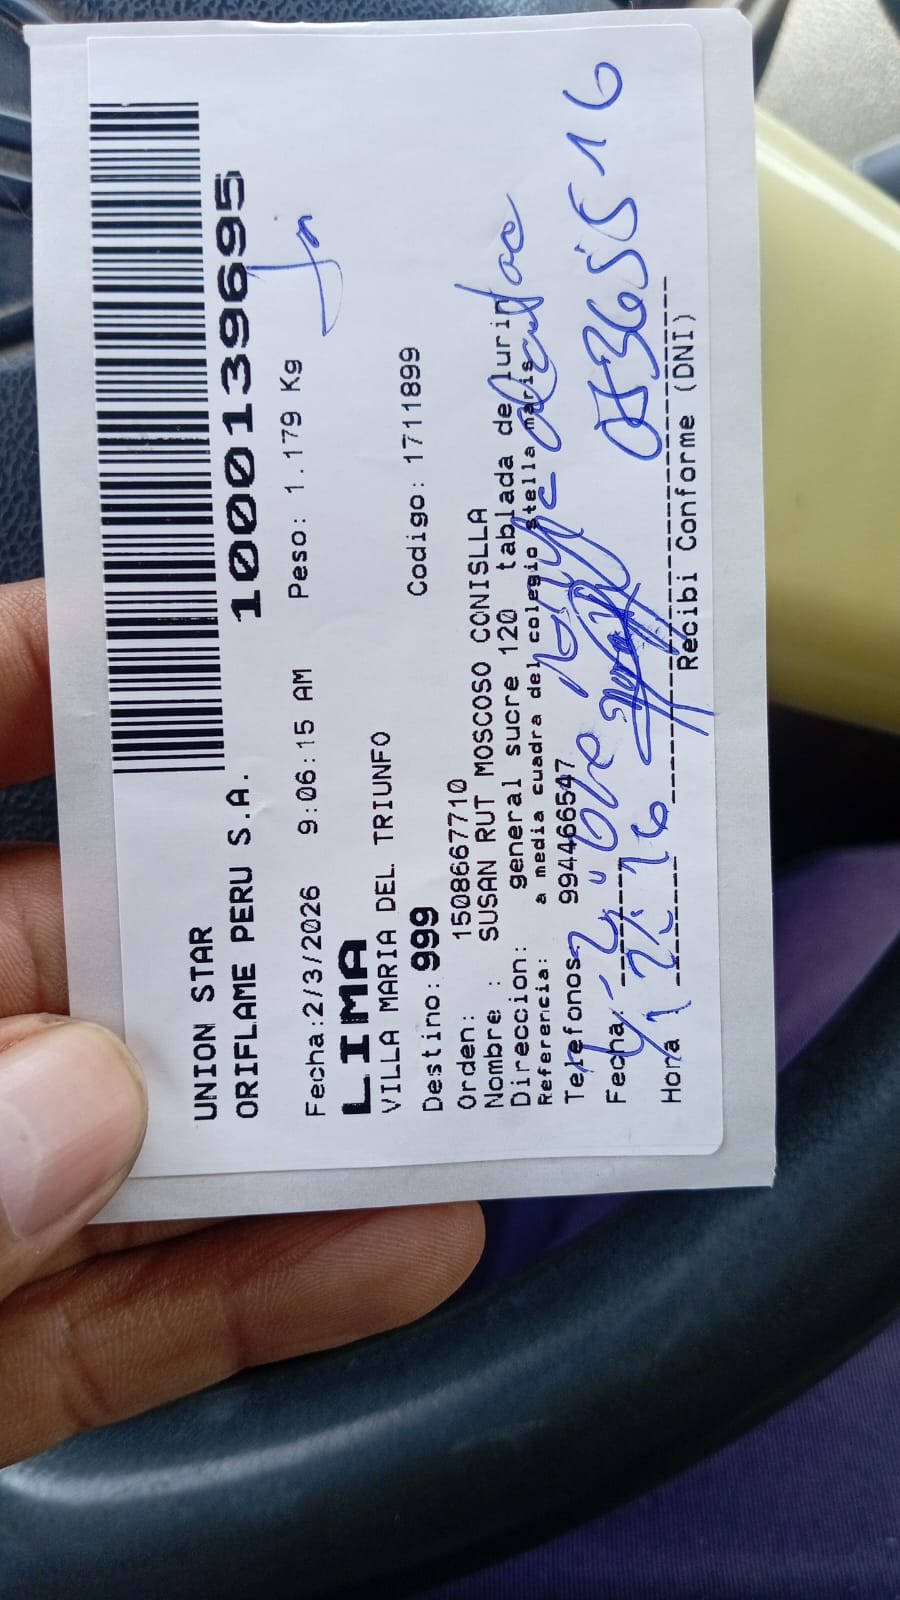 UNION STAR
ORIFLAME PERU S.A.
1000139695
Fecha:2/3/2026 9:06:15 AM Peso: 1.179 Kg
LIMA
VILLA MARIA DEL TRIUNFO
Destino: 999 Codigo: 1711899
Orden: 1508667710
Nombre : SUSAN RUT MOSCOSO CONISLLA
Direccion: general sucre 120 tablada de lurin
Referencia: a media cuadra del colegio stella maris
Telefonos: 994466547
Fecha:
Hora
05365516
Recibi Conforme (DNI)